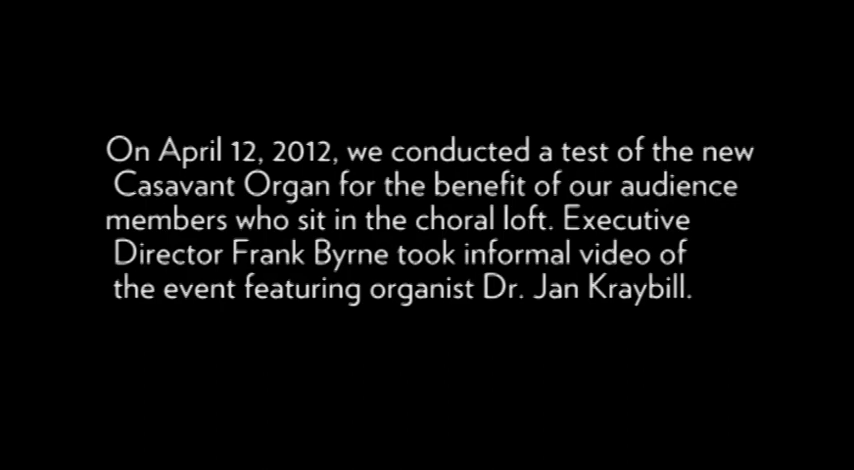 On April 12, 2012, we conducted a test of the new
Casavant Organ for the benefit of our audience
members who sit in the choral loft. Executive
Director Frank Byrne took informal video of
the event featuring organist Dr. Jan Kraybill.